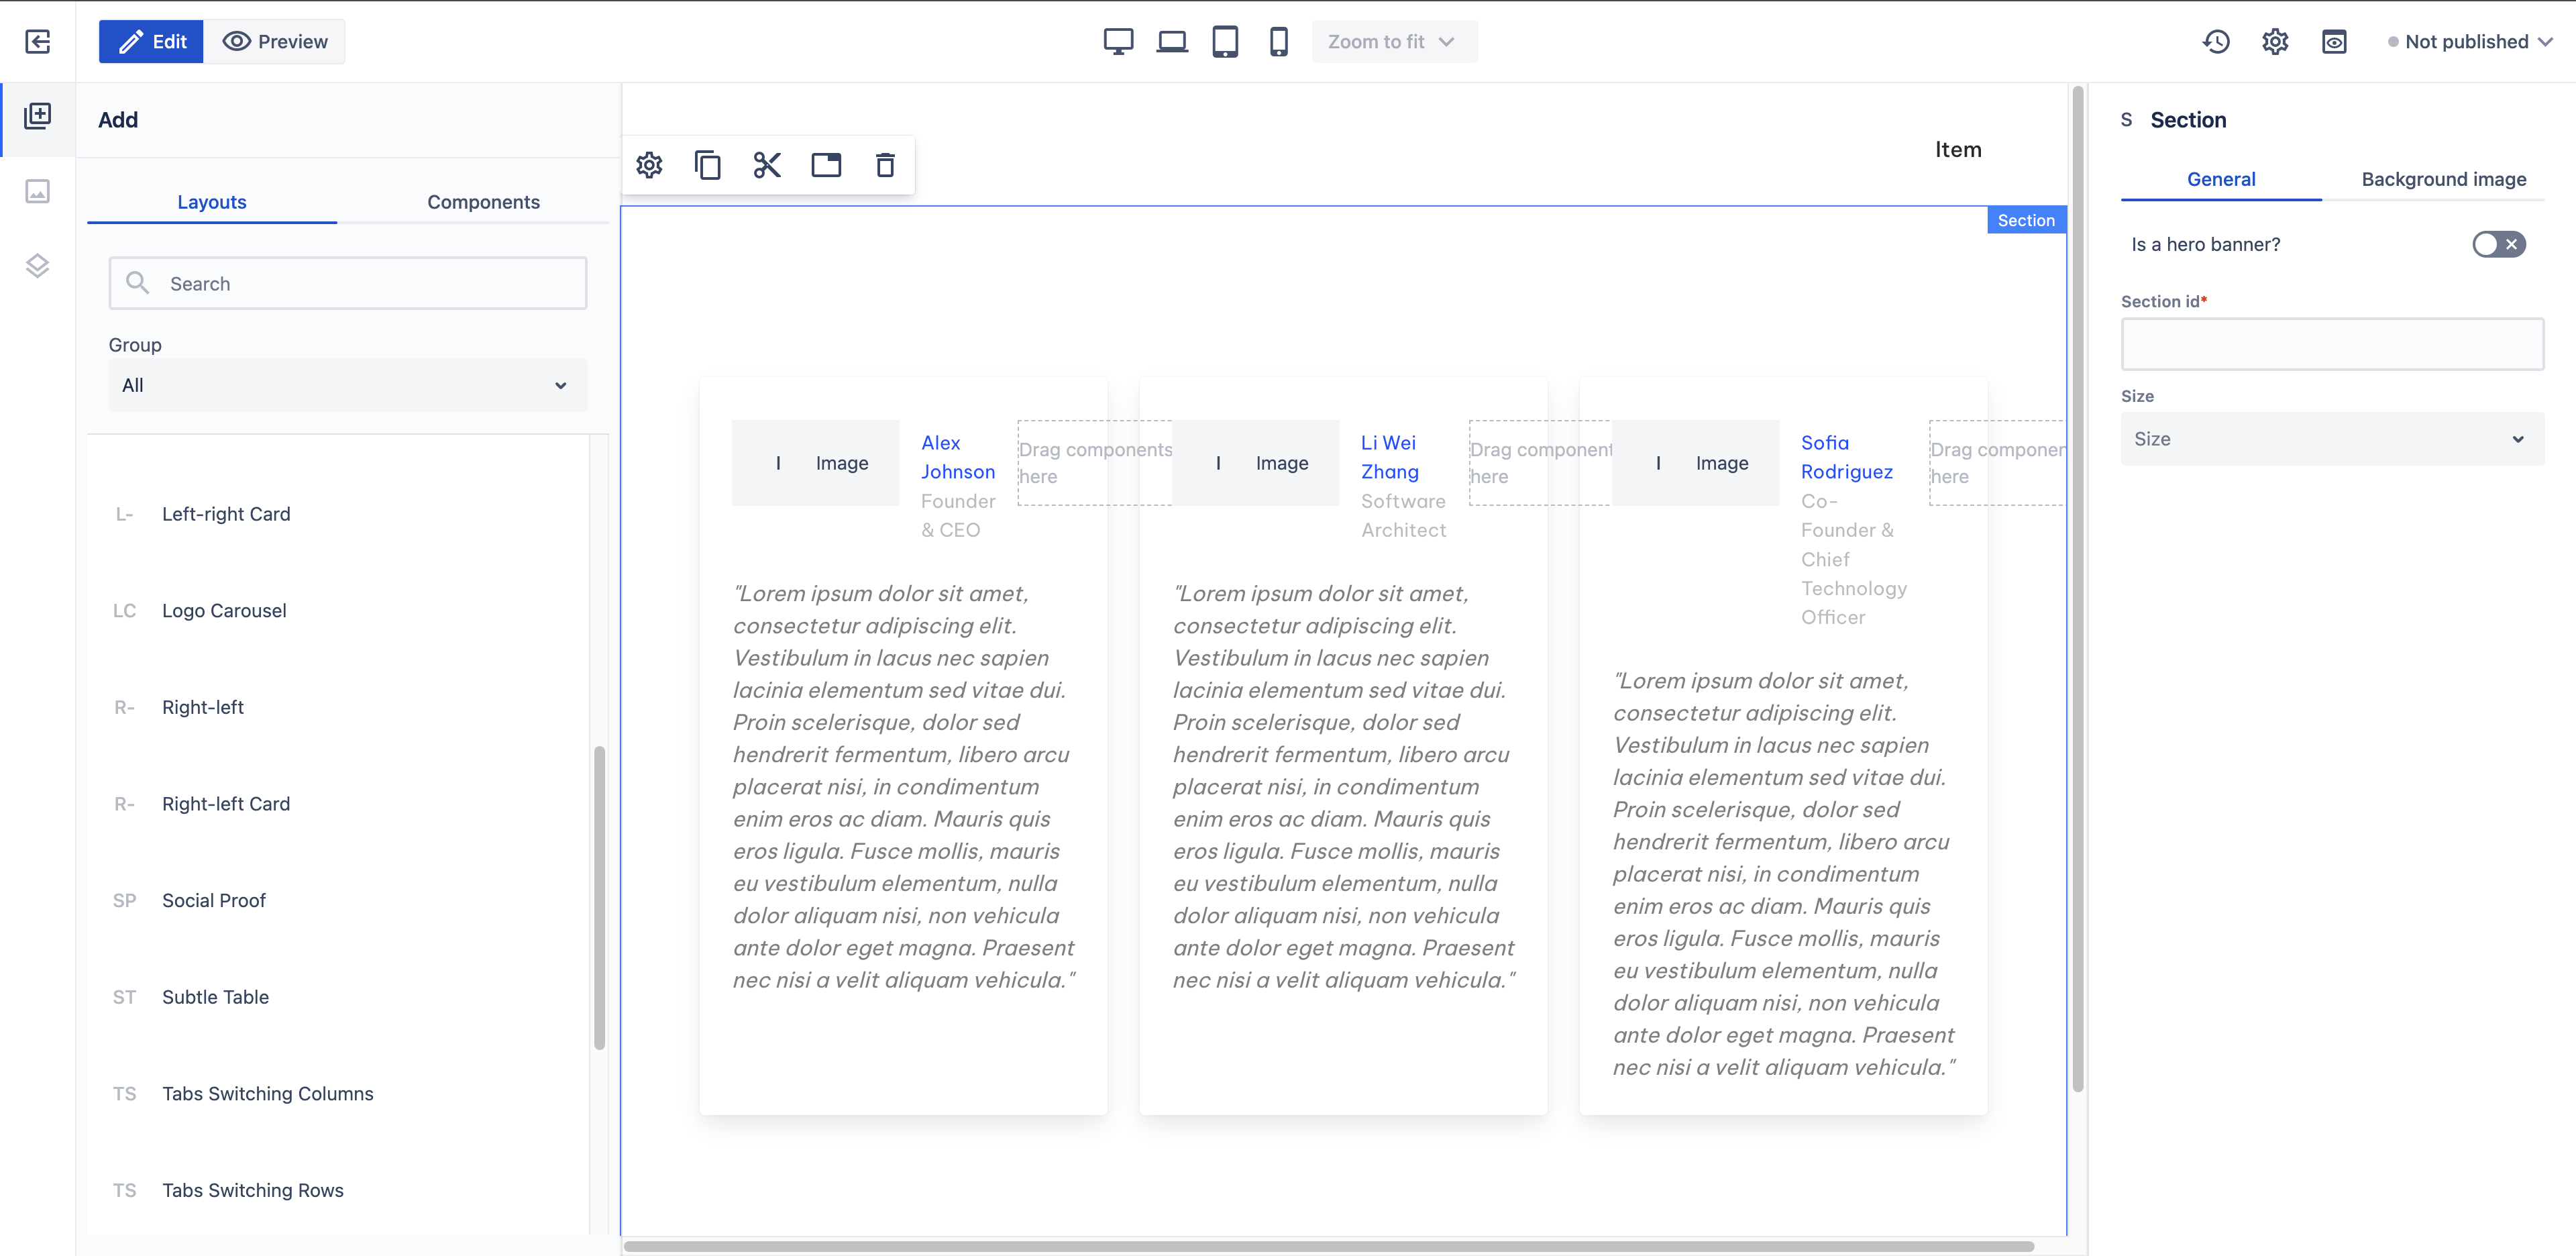 Edit
Preview
Zoom to fit
Not published
Add
Layouts
Components
Search
Group
All
L- Left-right Card
LC Logo Carousel
R- Right-left
R- Right-left Card
SP Social Proof
ST Subtle Table
TS Tabs Switching Columns
TS Tabs Switching Rows
Item
Section
I Image
Alex
Johnson
Founder
& CEO
Drag components
here
"Lorem ipsum dolor sit amet,
consectetur adipiscing elit.
Vestibulum in lacus nec sapien
lacinia elementum sed vitae dui.
Proin scelerisque, dolor sed
hendrerit fermentum, libero arcu
placerat nisi, in condimentum
enim eros ac diam. Mauris quis
eros ligula. Fusce mollis, mauris
eu vestibulum elementum, nulla
dolor aliquam nisi, non vehicula
ante dolor eget magna. Praesent
nec nisi a velit aliquam vehicula."
I Image
Li Wei
Zhang
Software
Architect
Drag component
here
"Lorem ipsum dolor sit amet,
consectetur adipiscing elit.
Vestibulum in lacus nec sapien
lacinia elementum sed vitae dui.
Proin scelerisque, dolor sed
hendrerit fermentum, libero arcu
placerat nisi, in condimentum
enim eros ac diam. Mauris quis
eros ligula. Fusce mollis, mauris
eu vestibulum elementum, nulla
dolor aliquam nisi, non vehicula
ante dolor eget magna. Praesent
nec nisi a velit aliquam vehicula."
I Image
Sofia
Rodriguez
Co-
Founder &
Chief
Technology
Officer
Drag componen
here
"Lorem ipsum dolor sit amet,
consectetur adipiscing elit.
Vestibulum in lacus nec sapien
lacinia elementum sed vitae dui.
Proin scelerisque, dolor sed
hendrerit fermentum, libero arcu
placerat nisi, in condimentum
enim eros ac diam. Mauris quis
eros ligula. Fusce mollis, mauris
eu vestibulum elementum, nulla
dolor aliquam nisi, non vehicula
ante dolor eget magna. Praesent
nec nisi a velit aliquam vehicula."
S Section
General
Background image
Is a hero banner?
Section id*
Size
Size